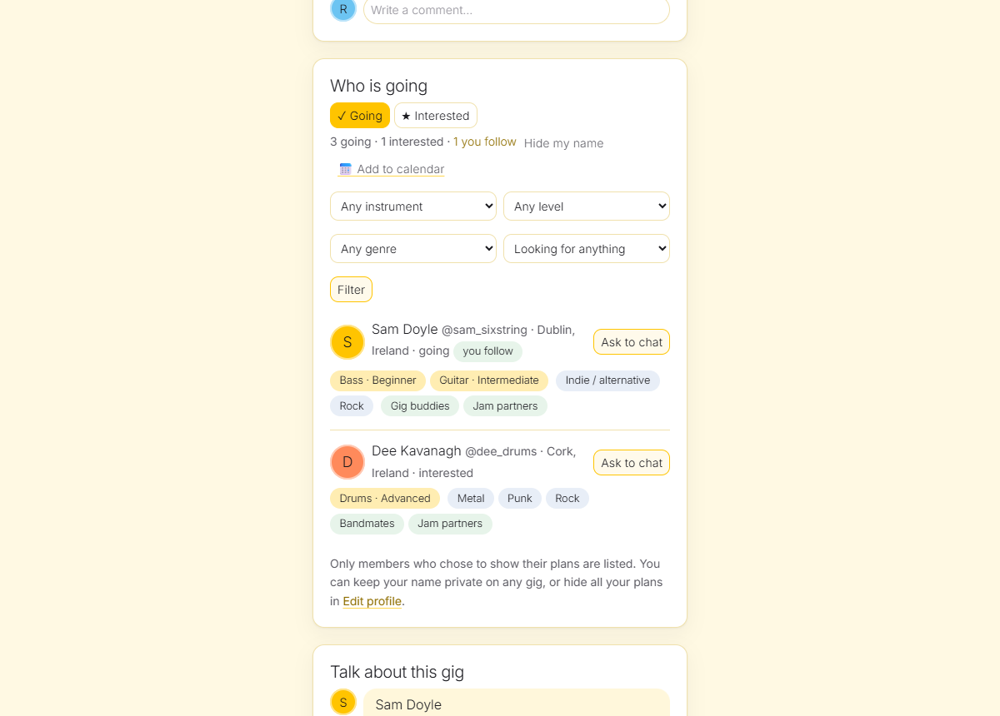 R Write a comment...
Who is going
✓ Going ★ Interested
3 going · 1 interested · 1 you follow Hide my name
Add to calendar
Any instrument Any level
Any genre Looking for anything
Filter
S Sam Doyle @sam_sixstring · Dublin,
Ireland · going you follow
Ask to chat
Bass · Beginner Guitar · Intermediate Indie / alternative
Rock Gig buddies Jam partners
D Dee Kavanagh @dee_drums · Cork,
Ireland · interested
Ask to chat
Drums · Advanced Metal Punk Rock
Bandmates Jam partners
Only members who chose to show their plans are listed. You
can keep your name private on any gig, or hide all your plans
in Edit profile.
Talk about this gig
S Sam Doyle